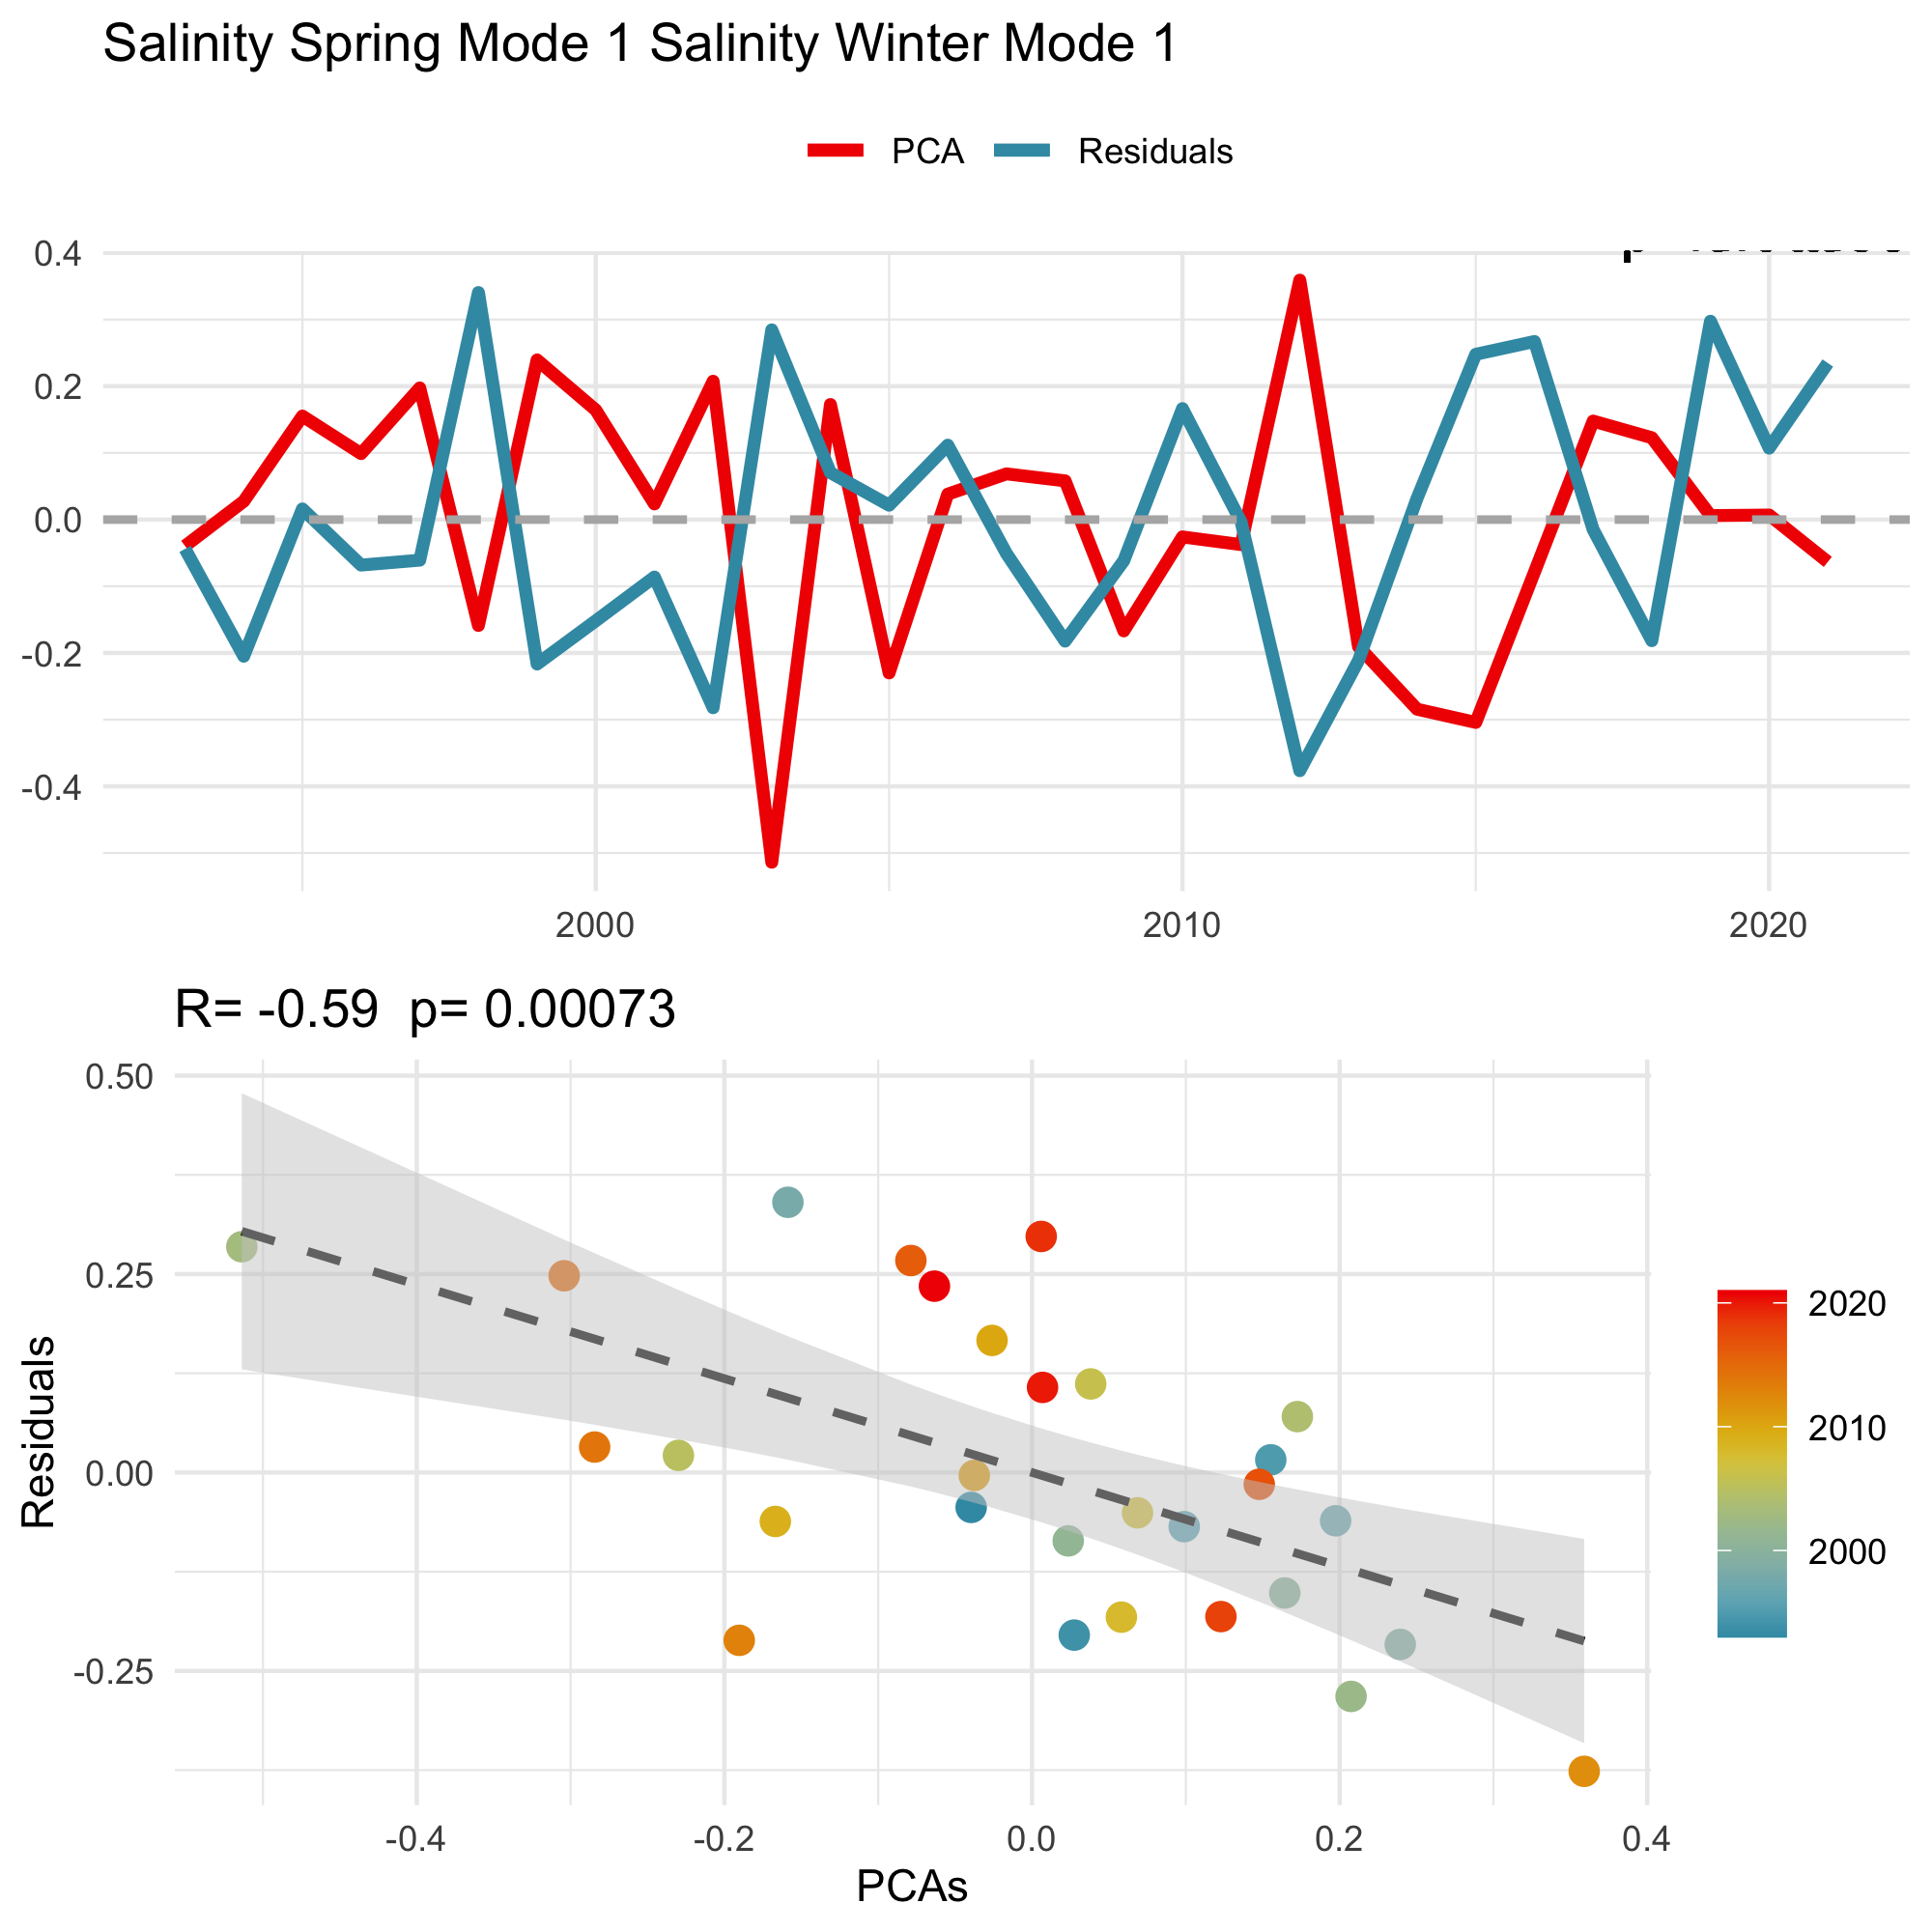 Salinity Spring Mode 1 Salinity Winter Mode 1
PCA Residuals
0.4
0.2
0.0
-0.2
-0.4
2000 2010 2020
R= -0.59 p= 0.00073
Residuals
0.50
0.25
0.00
-0.25
-0.4 -0.2 0.0 0.2 0.4
PCAs
2020
2010
2000